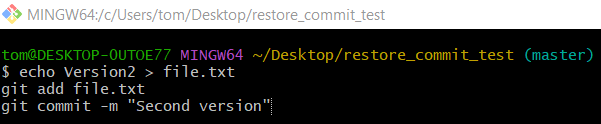 MINGW64:/c/Users/tom/Desktop/restore_commit_test
tom@DESKTOP-OUTOE77 MINGW64 ~/Desktop/restore_commit_test (master)
$ echo Version2 > file.txt
git add file.txt
git commit -m "Second version"